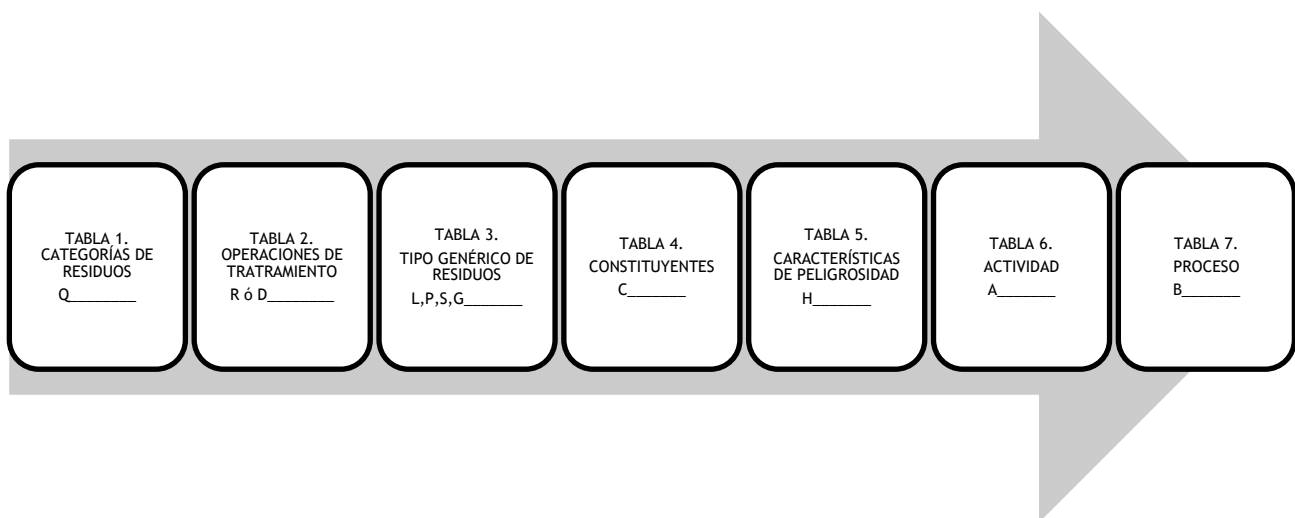 TABLA 1.
CATEGORÍAS DE
RESIDUOS
Q________
TABLA 2.
OPERACIONES DE
TRATRAMIENTO
R ó D________
TABLA 3.
TIPO GENÉRICO DE
RESIDUOS
L,P,S,G_______
TABLA 4.
CONSTITUYENTES
C_______
TABLA 5.
CARACTERÍSTICAS
DE PELIGROSIDAD
H_______
TABLA 6.
ACTIVIDAD
A_______
TABLA 7.
PROCESO
B_______